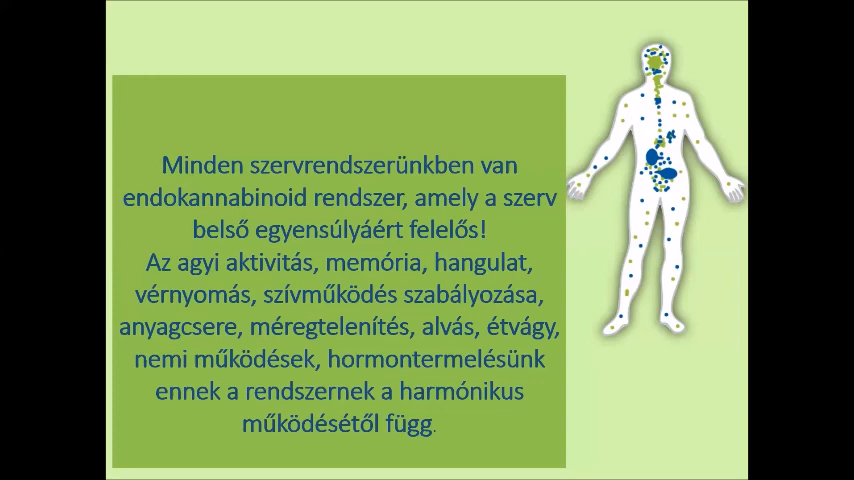 Minden szervrendszerünkben van
endokannabinoid rendszer, amely a szerv
belső egyensúlyáért felelős!
Az agyi aktivitás, memória, hangulat,
vérnyomás, szívműködés szabályozása,
anyagcsere, méregtelenítés, alvás, étvágy,
nemi működések, hormontermelésünk
ennek a rendszernek a harmónikus
működésétől függ.